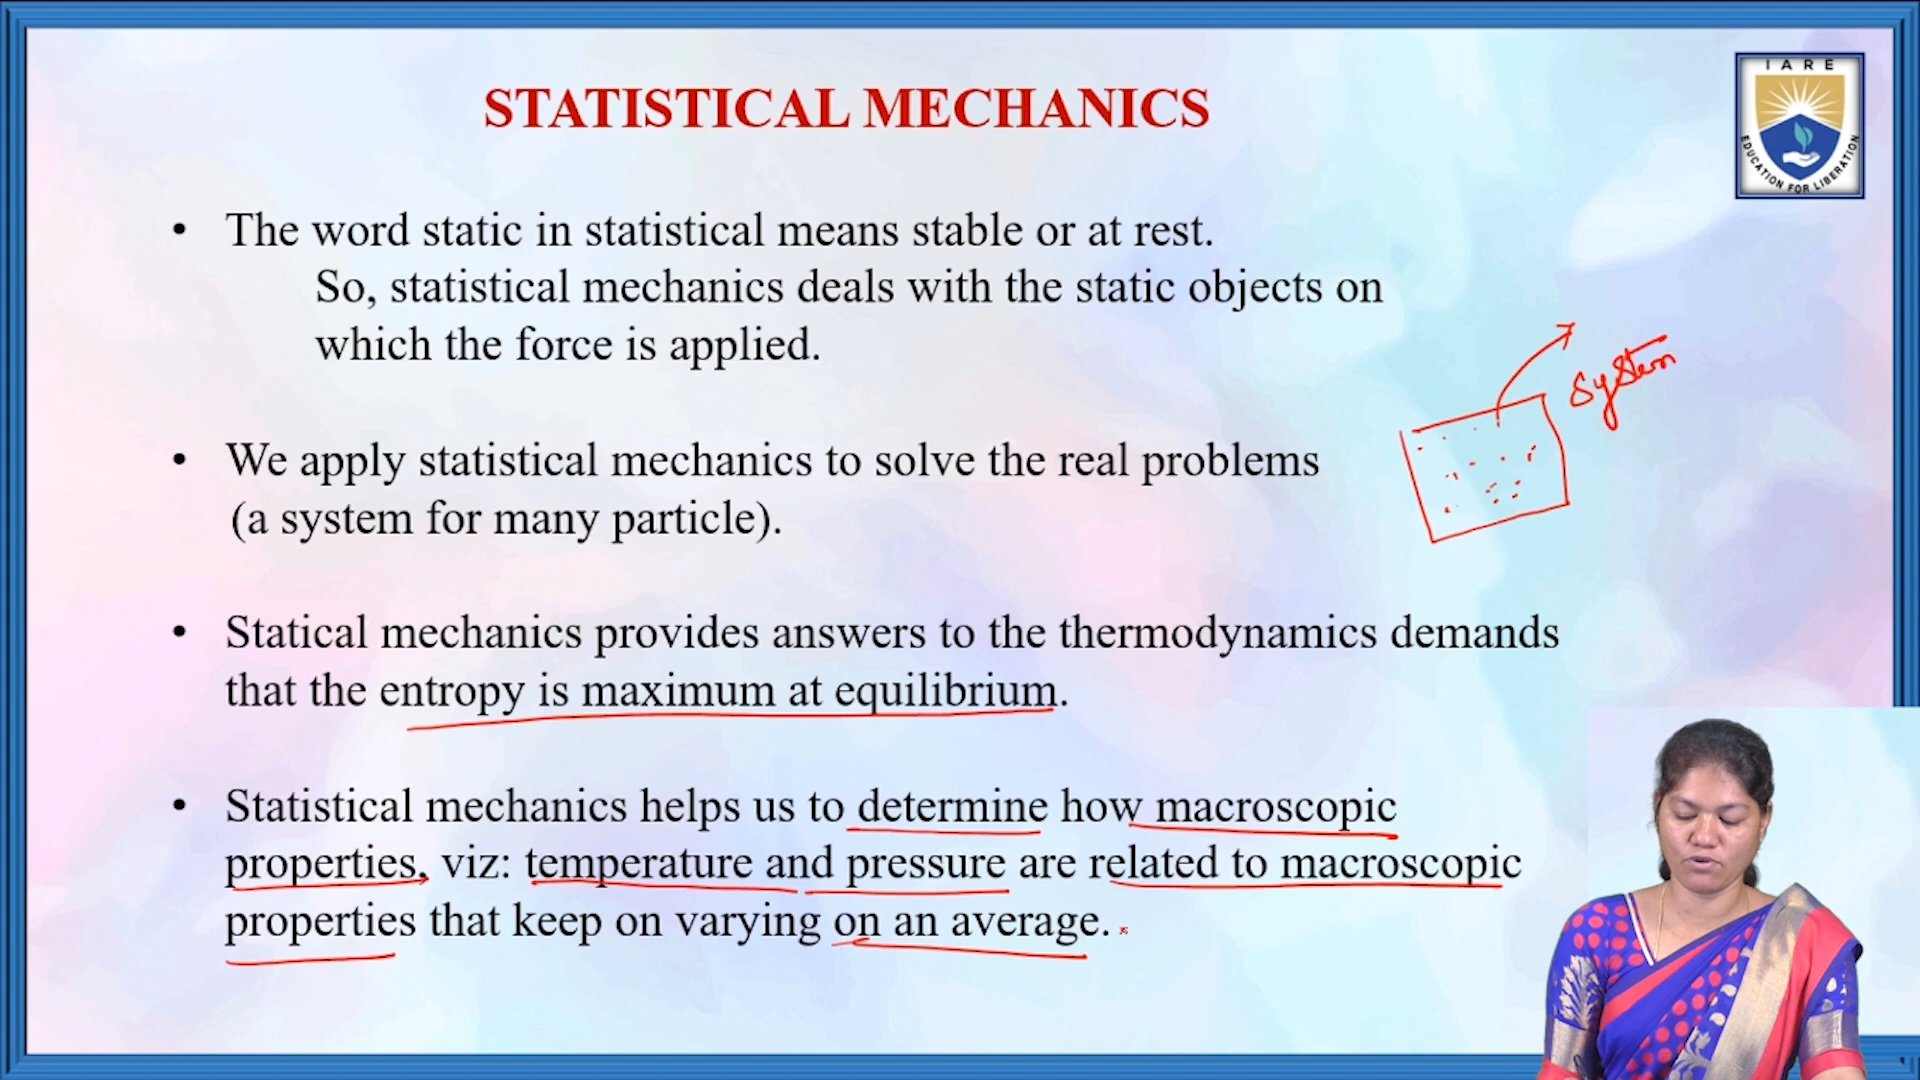 STATISTICAL MECHANICS
IARE
EDUCATION FOR LIBERATION
• The word static in statistical means stable or at rest.
So, statistical mechanics deals with the static objects on
which the force is applied.
System
• We apply statistical mechanics to solve the real problems
(a system for many particle).
• Statical mechanics provides answers to the thermodynamics demands
that the entropy is maximum at equilibrium.
• Statistical mechanics helps us to determine how macroscopic
properties, viz: temperature and pressure are related to macroscopic
properties that keep on varying on an average.